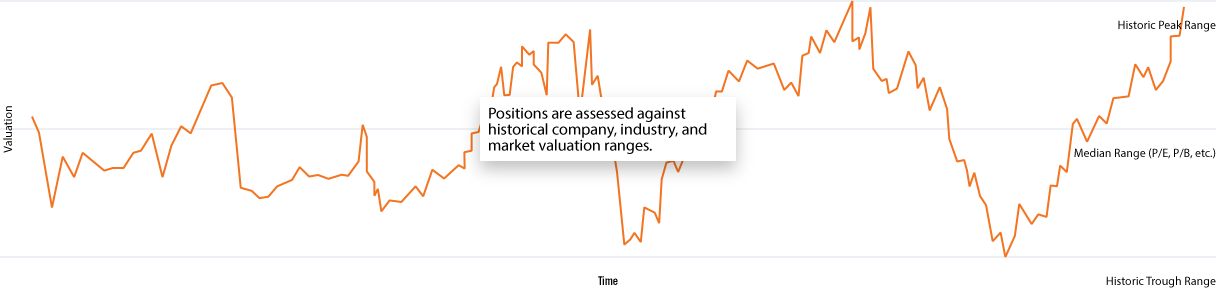 Historic Peak Range
Valuation
Positions are assessed against
historical company, industry, and
market valuation ranges.
Median Range (P/E, P/B, etc.)
Time
Historic Trough Range